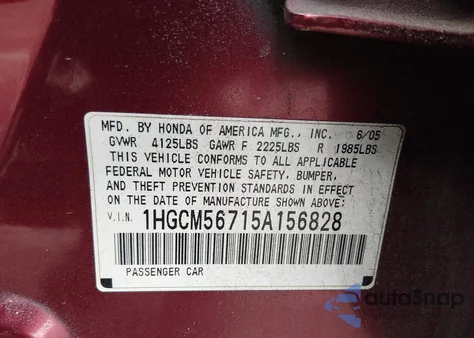 MFD. BY HONDA OF AMERICA MFG., INC. 6/05
GVWR 4125LBS GAWR F 2225LBS R 1985LBS
THIS VEHICLE CONFORMS TO ALL APPLICABLE
FEDERAL MOTOR VEHICLE SAFETY, BUMPER,
AND THEFT PREVENTION STANDARDS IN EFFECT
ON THE DATE OF MANUFACTURE SHOWN ABOVE.
V.I.N. 1HGCM56715A156828
PASSENGER CAR
autoSnap